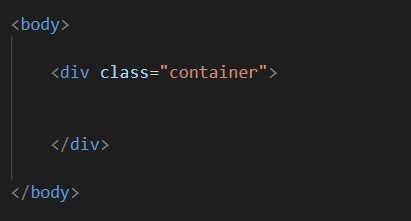 <body>
<div class="container">
</div>
</body>